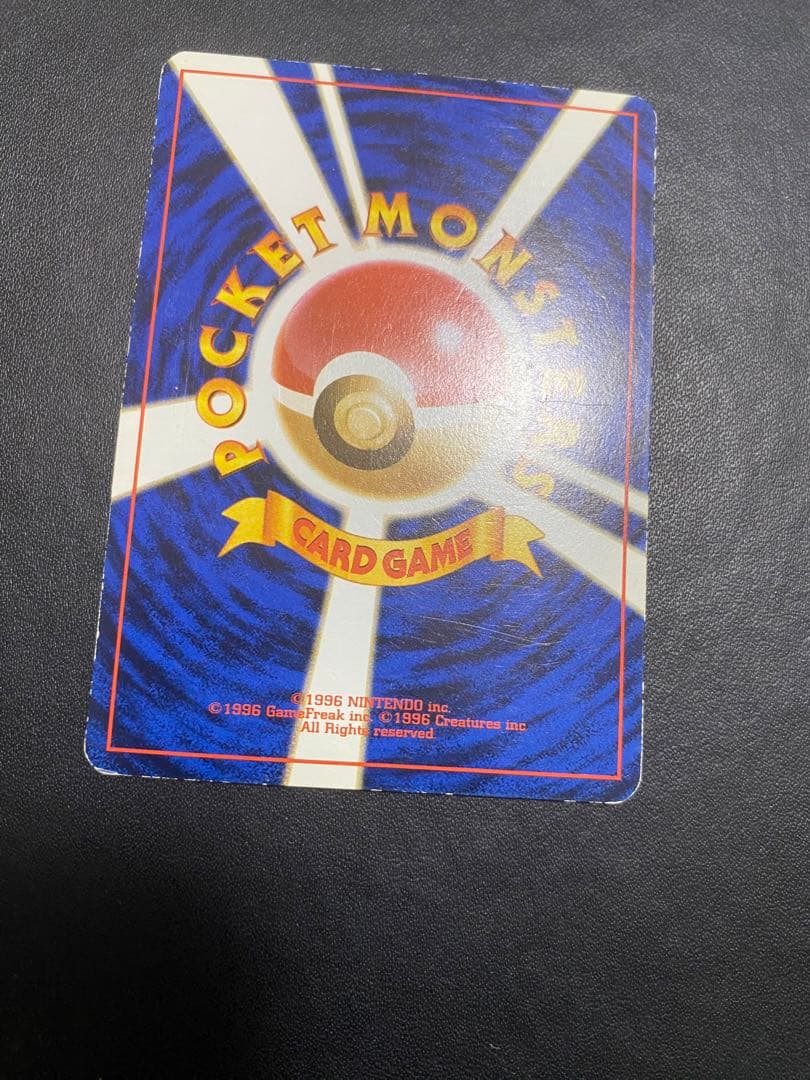 POCKET MONSTERS
CARD GAME
©1996 NINTENDO inc.
©1996 GameFreak inc. ©1996 Creatures inc
All Rights reserved.